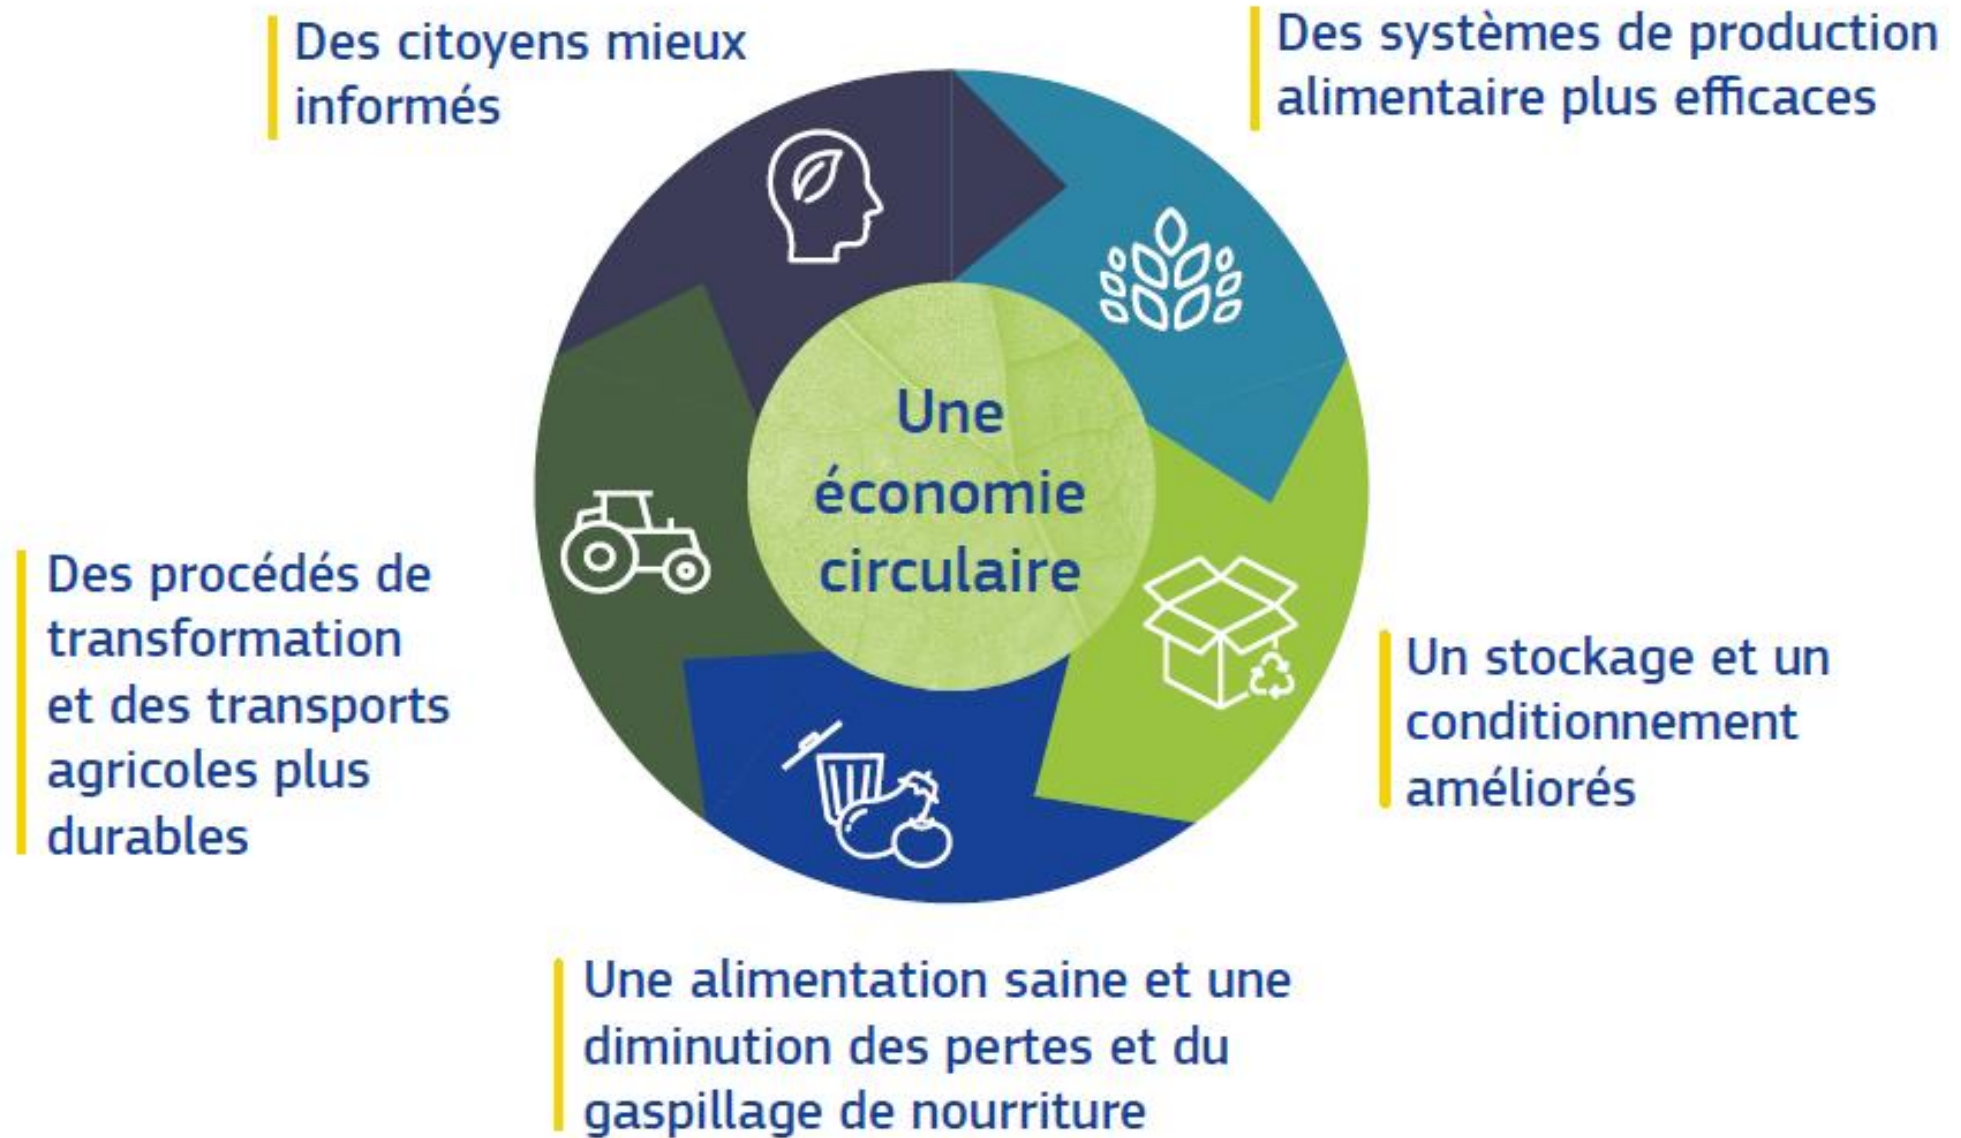 Des citoyens mieux
informés
Des systèmes de production
alimentaire plus efficaces
Une
économie
circulaire
Des procédés de
transformation
et des transports
agricoles plus
durables
Un stockage et un
conditionnement
améliorés
Une alimentation saine et une
diminution des pertes et du
gaspillage de nourriture